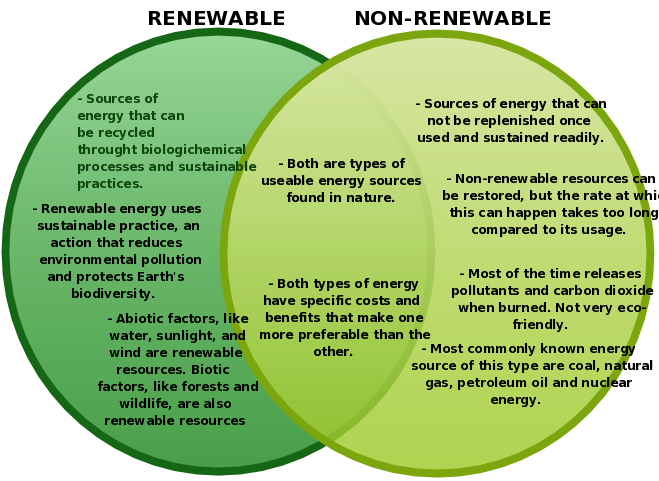 RENEWABLE
NON-RENEWABLE
- Sources of
energy that can
be recycled
throught biologichemical
processes and sustainable
practices.
- Renewable energy uses
sustainable practice, an
action that reduces
environmental pollution
and protects Earth's
biodiversity.
- Abiotic factors, like
water, sunlight, and
wind are renewable
resources. Biotic
factors, like forests and
wildlife, are also
renewable resources
- Both are types of
useable energy sources
found in nature.
- Both types of energy
have specific costs and
benefits that make one
more preferable than the
other.
- Sources of energy that can
not be replenished once
used and sustained readily.
- Non-renewable resources can
be restored, but the rate at
this can happen takes too long
compared to its usage.
- Most of the time releases
pollutants and carbon dioxide
when burned. Not very eco-
friendly.
- Most commonly known energy
source of this type are coal, natural
gas, petroleum oil and nuclear
energy.